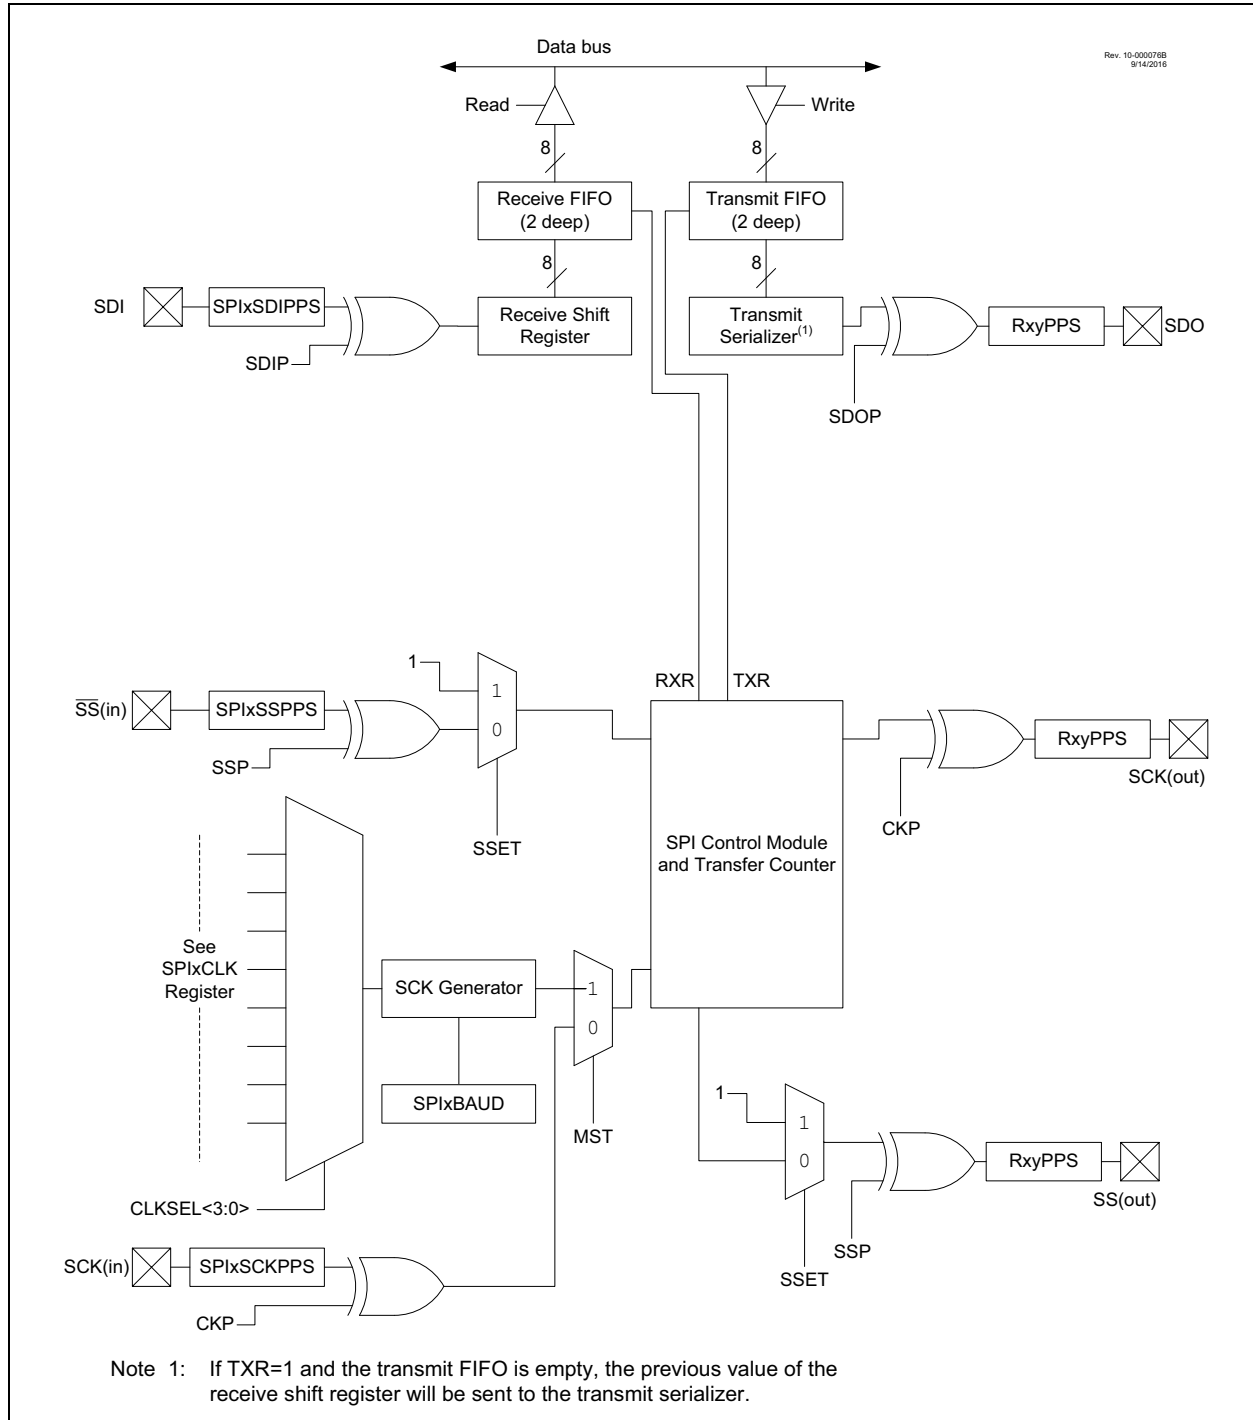 Data bus
Rev. 10-000076B
9/14/2016
Read
Write
8
8
Receive FIFO
(2 deep)
Transmit FIFO
(2 deep)
8
8
SDI
SPIxSDIPPS
SDIP
Receive Shift
Register
Transmit
Serializer(1)
SDOP
RxyPPS
SDO
RXR
TXR
SS(in)
SPIxSSPPS
SSP
1
1
0
SSET
SPI Control Module
and Transfer Counter
CKP
RxyPPS
SCK(out)
See
SPIxCLK
Register
CLKSEL<3:0>
SCK Generator
SPIxBAUD
1
0
MST
SCK(in)
SPIxSCKPPS
CKP
1
1
0
SSET
SSP
RxyPPS
SS(out)
Note 1: If TXR=1 and the transmit FIFO is empty, the previous value of the
receive shift register will be sent to the transmit serializer.